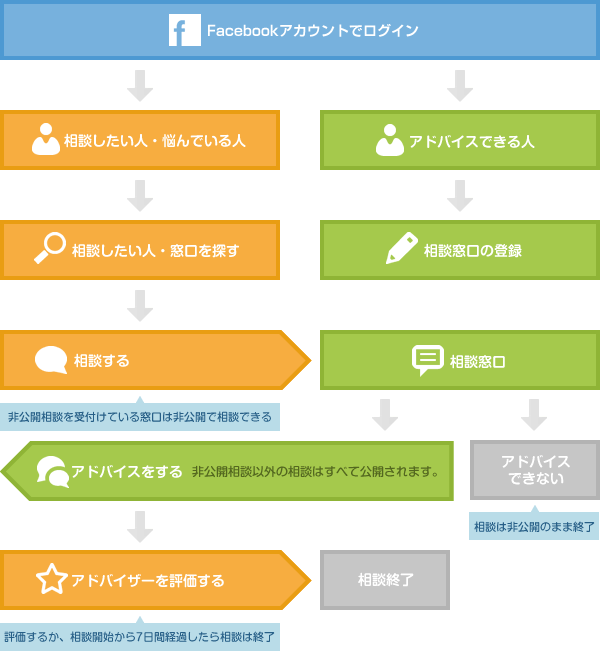 Facebookアカウントでログイン
相談したい人・悩んでいる人
アドバイスできる人
相談したい人・窓口を探す
相談窓口の登録
相談する
相談窓口
非公開相談を受付けている窓口は非公開で相談できる
アドバイスをする 非公開相談以外の相談はすべて公開されます。
アドバイス
できない
相談は非公開のまま終了
アドバイザーを評価する
相談終了
評価するか、相談開始から7日間経過したら相談は終了